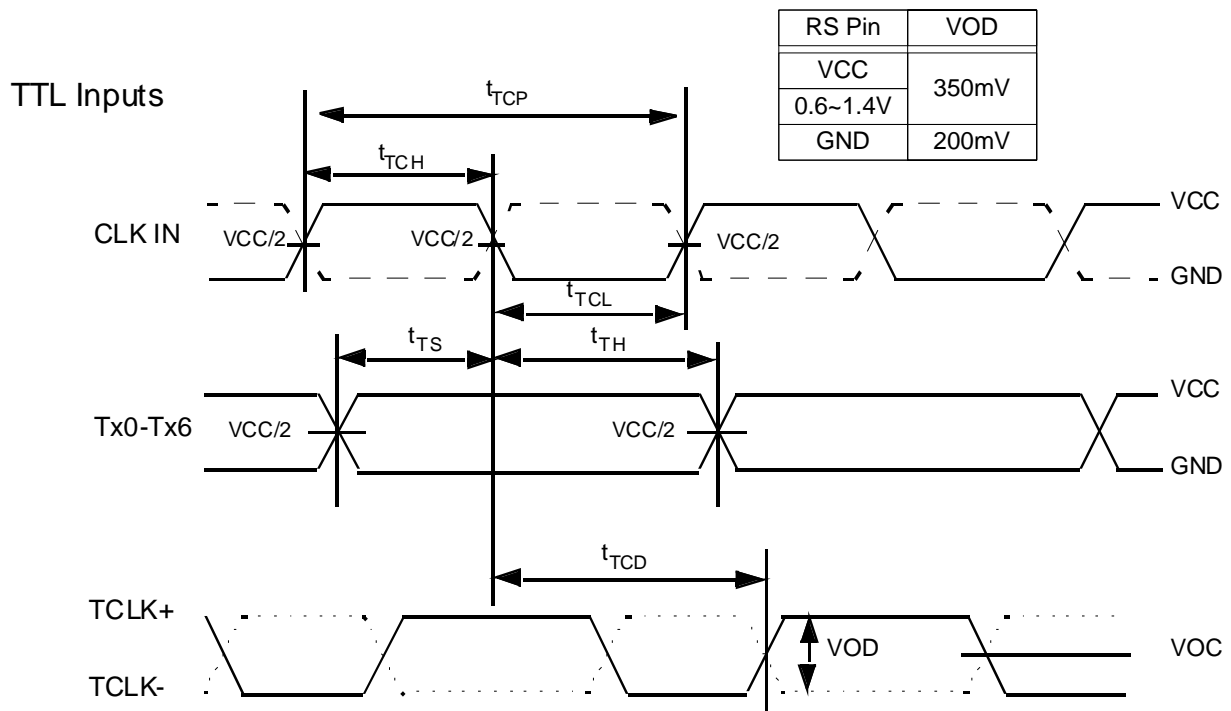 RS Pin VOD
VCC 350mV
0.6~1.4V
GND 200mV
TTL Inputs
tTCP
tTCH
CLK IN
VCC/2 VCC/2 VCC/2
VCC
GND
tTCL
tTS tTH
Tx0-Tx6
VCC/2 VCC/2
VCC
GND
tTCD
TCLK+
VOD VOC
TCLK-